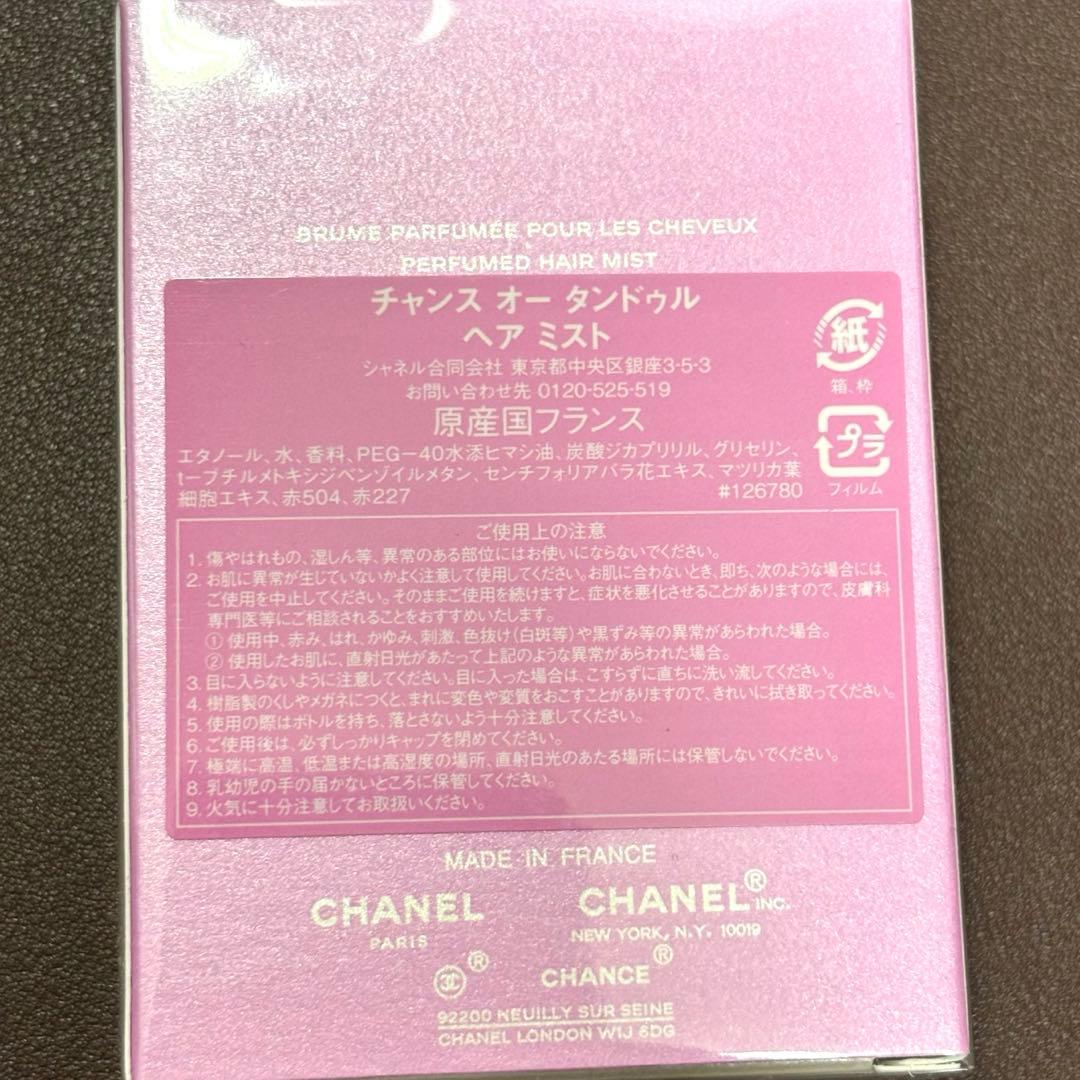 BRUME PARFUMÉE POUR LES CHEVEUX
PERFUMED HAIR MIST
チャンス オー タンドゥル
ヘア ミスト
シャネル合同会社 東京都中央区銀座3-5-3
お問い合わせ先 0120-525-519
原産国フランス
エタノール、水、香料、PEG-40水添ヒマシ油、炭酸ジカプリリル、グリセリン、
t-ブチルメトキシジベンゾイルメタン、センチフォリアバラ花エキス、マツリカ葉
細胞エキス、赤504、赤227 #126780
紙
箱、枠
プラ
フィルム
ご使用上の注意
1. 傷やはれもの、湿しん等、異常のある部位にはお使いにならないでください。
2. お肌に異常が生じていないかよく注意して使用してください。お肌に合わないとき、即ち、次のような場合には、
ご使用を中止してください。そのままご使用を続けますと、症状を悪化させることがありますので、皮膚科
専門医等にご相談されることをおすすめいたします。
① 使用中、赤み、はれ、かゆみ、刺激、色抜け(白斑等)や黒ずみ等の異常があらわれた場合。
② 使用したお肌に、直射日光があたって上記のような異常があらわれた場合。
3. 目に入らないように注意してください。目に入った場合は、こすらずに直ちに洗い流してください。
4. 樹脂製のくしやメガネにつくと、まれに変色や変質をおこすことがありますので、きれいに拭き取ってください。
5. 使用の際はボトルを持ち、落とさないよう十分注意してください。
6. ご使用後は、必ずしっかりキャップを閉めてください。
7. 極端に高温、低温または高湿度の場所、直射日光のあたる場所には保管しないでください。
8. 乳幼児の手の届かないところに保管してください。
9. 火気に十分注意してお取扱いください。
MADE IN FRANCE
CHANEL
PARIS
CHANEL® INC.
NEW YORK, N.Y. 10019
® CHANCE®
92200 NEUILLY SUR SEINE
CHANEL LONDON W1J 6DG